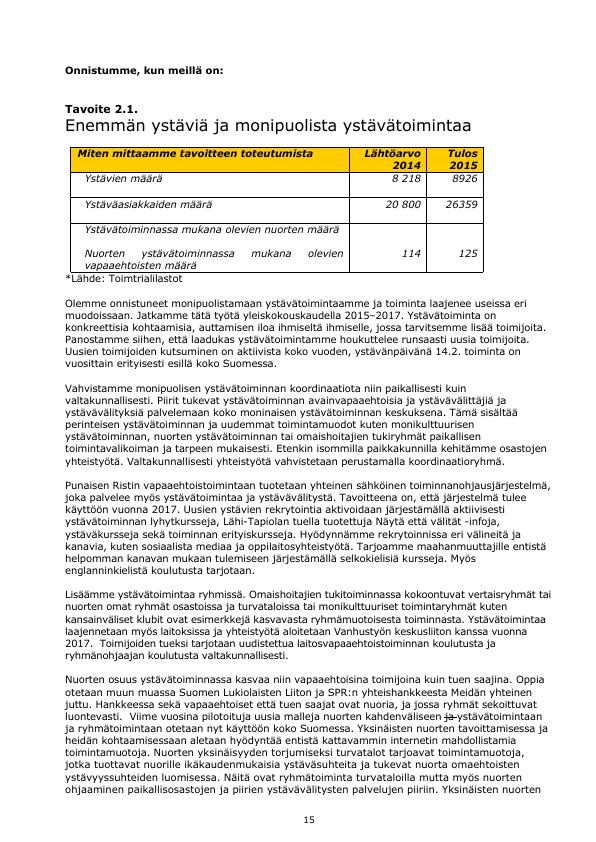 Onnistumme, kun meillä on:
Tavoite 2.1.
Enemmän ystäviä ja monipuolista ystävätoimintaa
Miten mittaamme tavoitteen toteutumista Lähtöarvo 2014 Tulos 2015
Ystävien määrä 8 218 8926
Ystäväasiakkaiden määrä 20 800 26359
Ystävätoiminnassa mukana olevien nuorten määrä
Nuorten ystävätoiminnassa mukana olevien vapaaehtoisten määrä 114 125
*Lähde: Toimtrialilastot
Olemme onnistuneet monipuolistamaan ystävätoimintaamme ja toiminta laajenee useissa eri
muodoissaan. Jatkamme tätä työtä yleiskokouskaudella 2015–2017. Ystävätoiminta on
konkreettisia kohtaamisia, auttamisen iloa ihmiseltä ihmiselle, jossa tarvitsemme lisää toimijoita.
Panostamme siihen, että laadukas ystävätoimintamme houkuttelee runsaasti uusia toimijoita.
Uusien toimijoiden kutsuminen on aktiivista koko vuoden, ystävänpäivänä 14.2. toiminta on
vuosittain erityisesti esillä koko Suomessa.
Vahvistamme monipuolisen ystävätoiminnan koordinaatiota niin paikallisesti kuin
valtakunnallisesti. Piirit tukevat ystävätoiminnan avainvapaaehtoisia ja ystävävälittäjiä ja
ystävävälityksiä palvelemaan koko moninaisen ystävätoiminnan keskuksena. Tämä sisältää
perinteisen ystävätoiminnan ja uudemmat toimintamuodot kuten monikulttuurisen
ystävätoiminnan, nuorten ystävätoiminnan tai omaishoitajien tukiryhmät paikallisen
toimintavalikoiman ja tarpeen mukaisesti. Etenkin isommilla paikkakunnilla kehitämme osastojen
yhteistyötä. Valtakunnallisesti yhteistyötä vahvistetaan perustamalla koordinaatioryhmä.
Punaisen Ristin vapaaehtoistoimintaan tuotetaan yhteinen sähköinen toiminnanohjausjärjestelmä,
joka palvelee myös ystävätoimintaa ja ystävävälitystä. Tavoitteena on, että järjestelmä tulee
käyttöön vuonna 2017. Uusien ystävien rekrytointia aktivoidaan järjestämällä aktiivisesti
ystävätoiminnan lyhytkursseja, Lähi-Tapiolan tuella tuotettuja Näytä että välität -infoja,
ystäväkursseja sekä toiminnan erityiskursseja. Hyödynnämme rekrytoinnissa eri välineitä ja
kanavia, kuten sosiaalista mediaa ja oppilaitosyhteistyötä. Tarjoamme maahanmuuttajille entistä
helpomman kanavan mukaan tulemiseen järjestämällä selkokielisiä kursseja. Myös
englanninkielistä koulutusta tarjotaan.
Lisäämme ystävätoimintaa ryhmissä. Omaishoitajien tukitoiminnassa kokoontuvat vertaisryhmät tai
nuorten omat ryhmät osastoissa ja turvataloissa tai monikulttuuriset toimintaryhmät kuten
kansainväliset klubit ovat esimerkkejä kasvavasta ryhmämuotoisesta toiminnasta. Ystävätoimintaa
laajennetaan myös laitoksissa ja yhteistyötä aloitetaan Vanhustyön keskusliiton kanssa vuonna
2017. Toimijoiden tueksi tarjotaan uudistettua laitosvapaaehtoistoiminnan koulutusta ja
ryhmänohjaajan koulutusta valtakunnallisesti.
Nuorten osuus ystävätoiminnassa kasvaa niin vapaaehtoisina toimijoina kuin tuen saajina. Oppia
otetaan muun muassa Suomen Lukiolaisten Liiton ja SPR:n yhteishankkeesta Meidän yhteinen
juttu. Hankkeessa sekä vapaaehtoiset että tuen saajat ovat nuoria, ja jossa ryhmät sekoittuvat
luontevasti. Viime vuosina pilotoituja uusia malleja nuorten kahdenväliseen ja ystävätoimintaan
ja ryhmätoimintaan otetaan nyt käyttöön koko Suomessa. Yksinäisten nuorten tavoittamisessa ja
heidän kohtaamisessaan aletaan hyödyntää entistä kattavammin internetin mahdollistamia
toimintamuotoja. Nuorten yksinäisyyden torjumiseksi turvatalot tarjoavat toimintamuotoja,
jotka tuottavat nuorille ikäkaudenmukaisia ystäväsuhteita ja tukevat nuorta omaehtoisten
ystävyyssuhteiden luomisessa. Näitä ovat ryhmätoiminta turvataloilla mutta myös nuorten
ohjaaminen paikallisosastojen ja piirien ystävävälitysten palvelujen piiriin. Yksinäisten nuorten
15